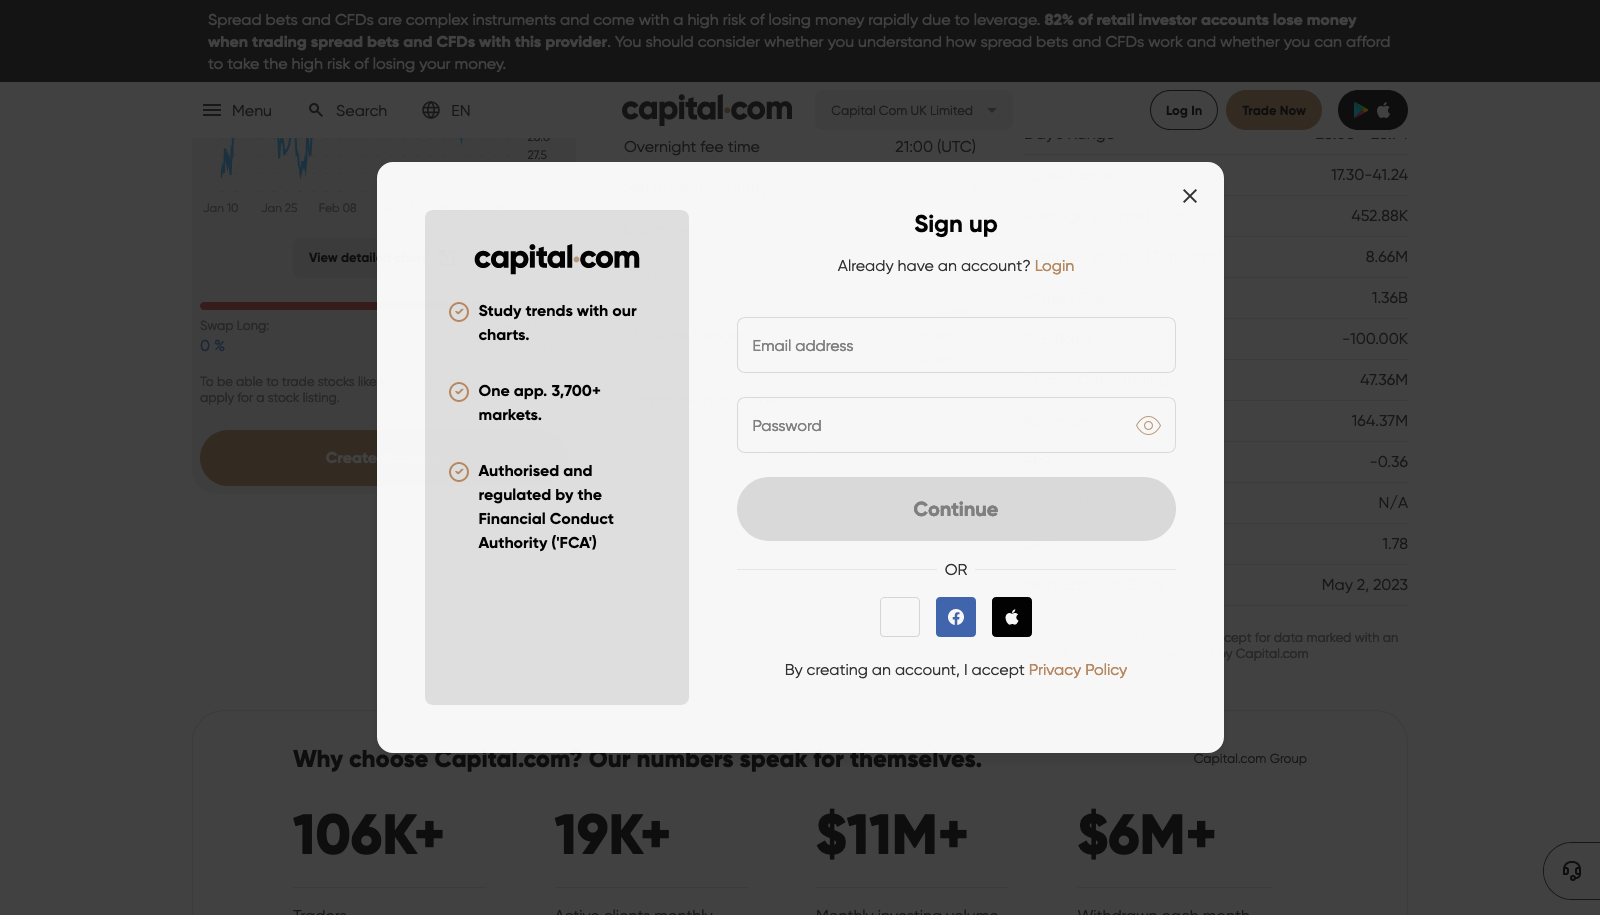 Spread bets and CFDs are complex instruments and come with a high risk of losing money rapidly due to leverage. 82% of retail investor accounts lose money
when trading spread bets and CFDs with this provider. You should consider whether you understand how spread bets and CFDs work and whether you can afford
to take the high risk of losing your money.
Menu Search EN capital.com Capital Com UK Limited Log In Trade Now
27.5
Overnight fee time 21:00 (UTC)
Jan 10 Jan 25 Feb 08
17.30-41.24
452.88K
8.66M
1.36B
-100.00K
47.36M
164.37M
-0.36
N/A
1.78
May 2, 2023
View detail
Swap Long:
0 %
To be able to trade stocks like
apply for a stock listing.
Create
capital.com
Study trends with our
charts.
One app. 3,700+
markets.
Authorised and
regulated by the
Financial Conduct
Authority ('FCA')
Sign up
Already have an account? Login
Email address
Password
Continue
OR
By creating an account, I accept Privacy Policy
cept for data marked with an
by Capital.com
Why choose Capital.com? Our numbers speak for themselves.
Capital.com Group
106K+ 19K+ $11M+ $6M+
Traders Active clients monthly Monthly investing volume Withdrawn each month